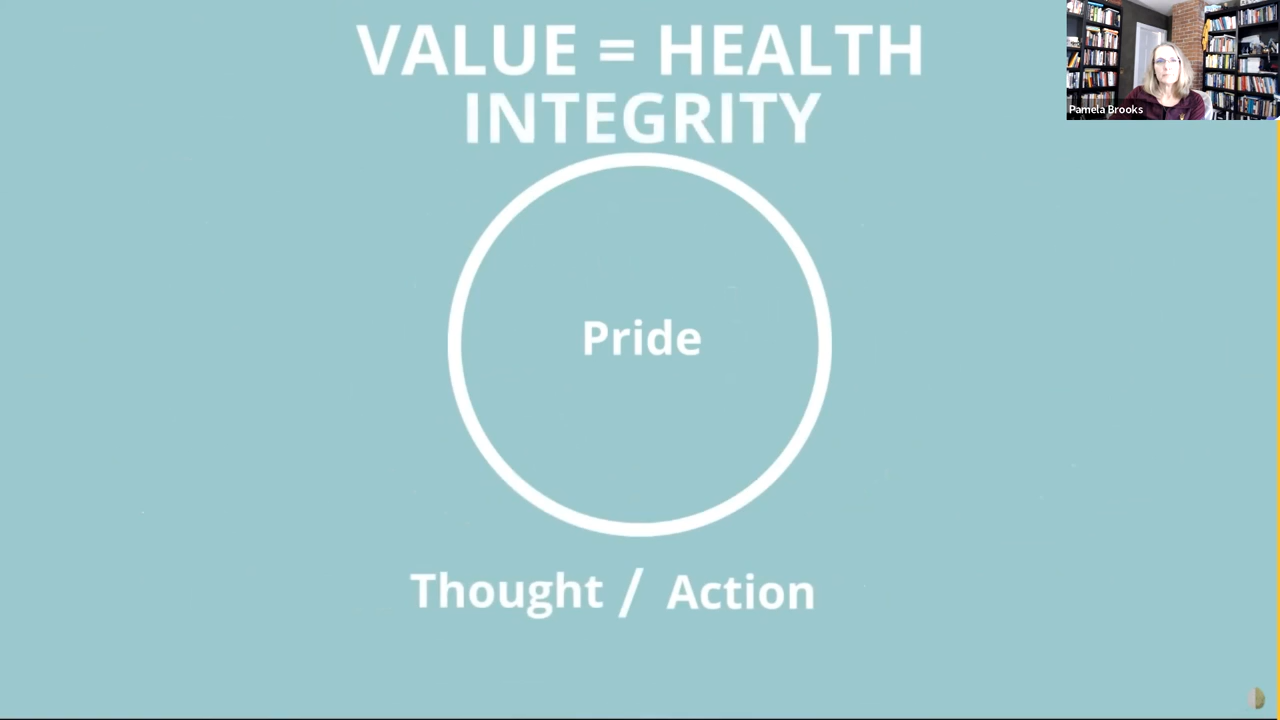 VALUE = HEALTH
INTEGRITY
Pride
Thought / Action
Pamela Brooks